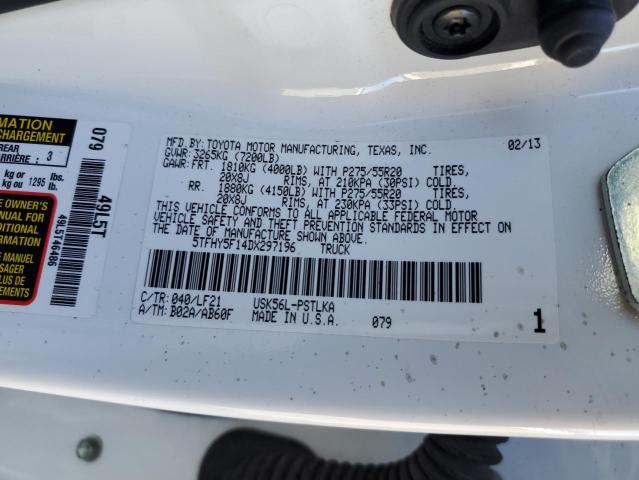 MFD. BY: TOYOTA MOTOR MANUFACTURING, TEXAS, INC. 02/13
GVWR: 3265KG (7200LB)
GAWR: FRT. 1810KG (4000LB) WITH P275/55R20 TIRES,
20X8J RIMS, AT 210KPA (30PSI) COLD
RR. 1880KG (4150LB) WITH P275/55R20 TIRES,
20X8J RIMS, AT 230KPA (33PSI) COLD
THIS VEHICLE CONFORMS TO ALL APPLICABLE FEDERAL MOTOR
VEHICLE SAFETY AND THEFT PREVENTION STANDARDS IN EFFECT ON
THE DATE OF MANUFACTURE SHOWN ABOVE.
5TFHY5F14DX297196 TRUCK
C/TR: 040/LF21 USK56L-PSTLKA
A/TM: B02A/AB60F MADE IN U.S.A. 079 1
MATION
CHARGEMENT
REAR
ARRIÈRE: 3
kg or lbs.
kg ou 1295 lb.
E OWNER'S
NUAL FOR
DITIONAL
FORMATION
LE MANUEL
SAGER
PLUS DE
079
49L5T
49L5146486